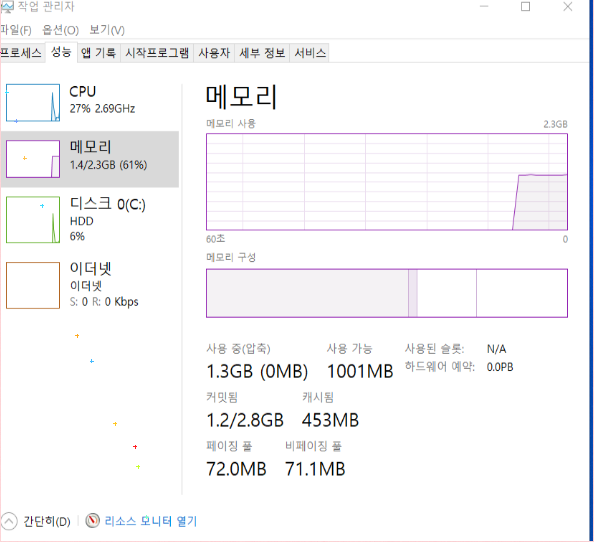 작업 관리자
파일(F) 옵션(O) 보기(V)
프로세스 성능 앱 기록 시작프로그램 사용자 세부 정보 서비스
CPU
27% 2.69GHz
메모리
1.4/2.3GB (61%)
디스크 0(C:)
HDD
6%
이더넷
이더넷
S: 0 R: 0 Kbps
메모리
메모리 사용 2.3GB
60초 0
메모리 구성
사용 중(압축) 사용 가능 사용된 슬롯: N/A
1.3GB (0MB) 1001MB 하드웨어 예약: 0.0PB
커밋됨 캐시됨
1.2/2.8GB 453MB
페이징 풀 비페이징 풀
72.0MB 71.1MB
간단히(D) 리소스 모니터 열기